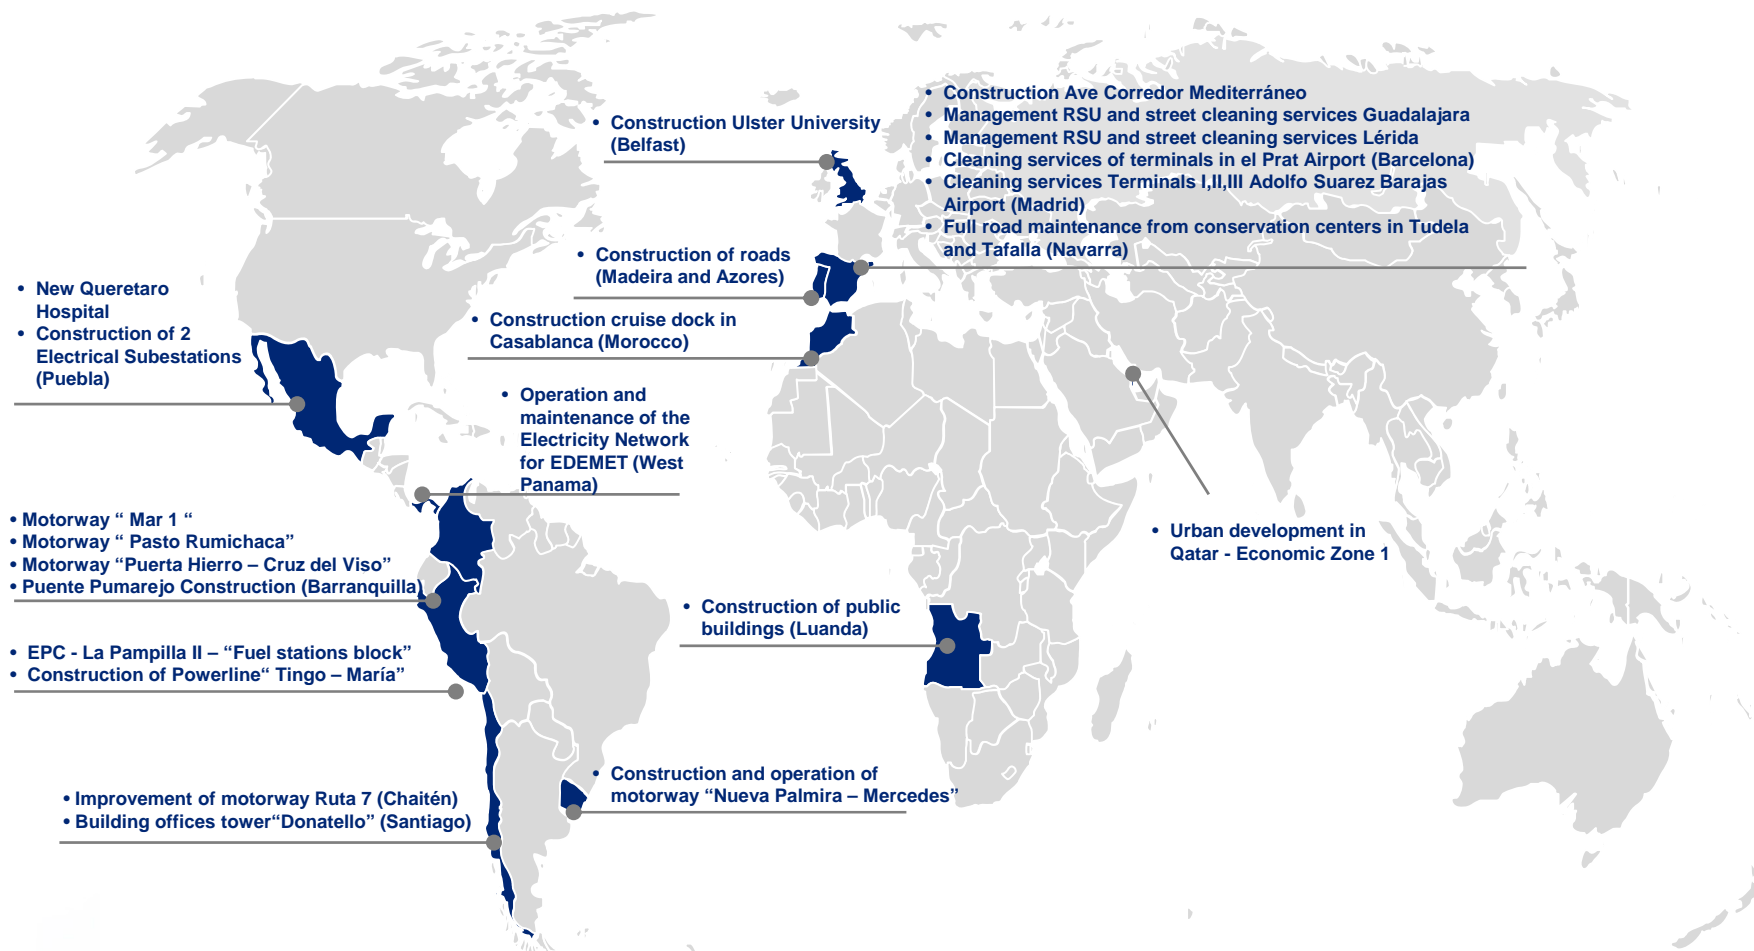 • Construction Ave Corredor Mediterráneo
• Management RSU and street cleaning services Guadalajara
• Management RSU and street cleaning services Lérida
• Cleaning services of terminals in el Prat Airport (Barcelona)
• Cleaning services Terminals I,II,III Adolfo Suarez Barajas
Airport (Madrid)
• Full road maintenance from conservation centers in Tudela
and Tafalla (Navarra)
• Construction Ulster University
(Belfast)
• Construction of roads
(Madeira and Azores)
• New Queretaro
Hospital
• Construction of 2
Electrical Subestations
(Puebla)
• Construction cruise dock in
Casablanca (Morocco)
• Operation and
maintenance of the
Electricity Network
for EDEMET (West
Panama)
• Motorway “ Mar 1 “
• Motorway “ Pasto Rumichaca”
• Motorway “Puerta Hierro – Cruz del Viso”
• Puente Pumarejo Construction (Barranquilla)
• Urban development in
Qatar - Economic Zone 1
• Construction of public
buildings (Luanda)
• EPC - La Pampilla II – “Fuel stations block”
• Construction of Powerline“ Tingo – María”
• Construction and operation of
motorway “Nueva Palmira – Mercedes”
• Improvement of motorway Ruta 7 (Chaitén)
• Building offices tower“Donatello” (Santiago)